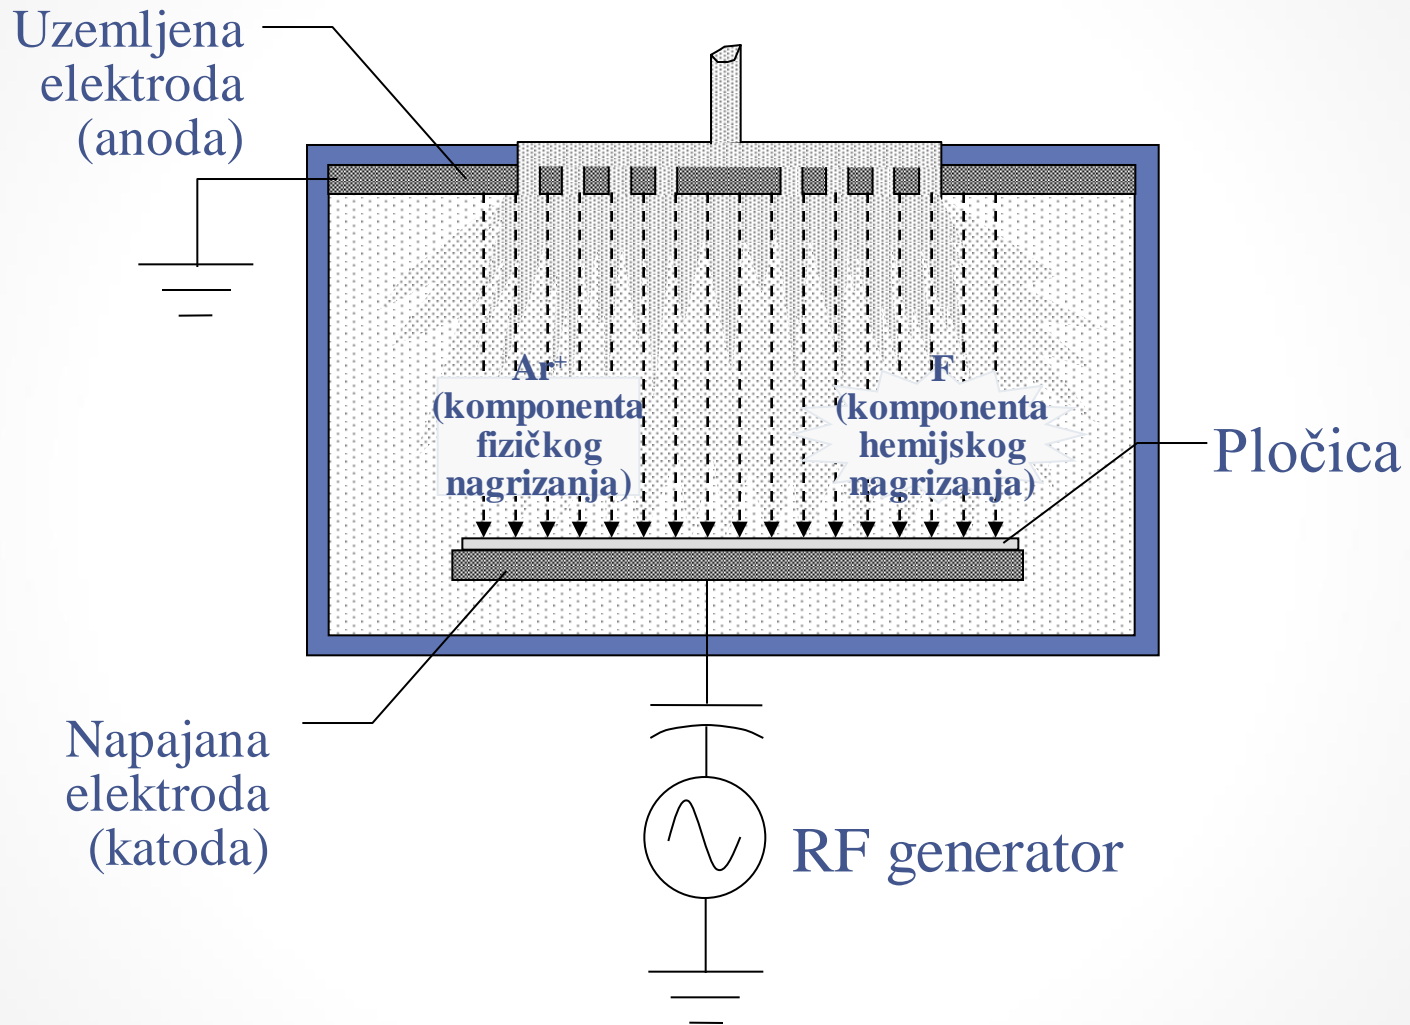 Uzemljena
elektroda
(anoda)
Ar⁺
(komponenta
fizičkog
nagrizanja)
F
(komponenta
hemijskog
nagrizanja)
Pločica
Napajana
elektroda
(katoda)
RF generator